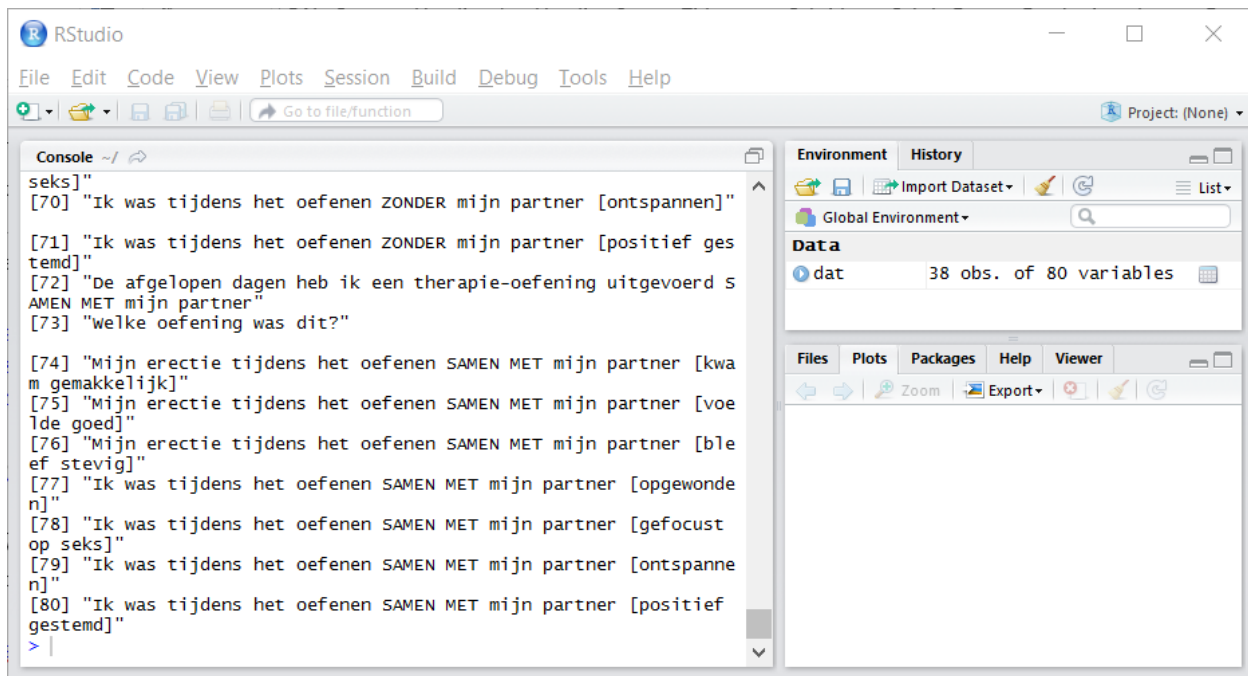 RStudio
File Edit Code View Plots Session Build Debug Tools Help
Go to file/function
Project: (None)
Console ~/
seks]"
[70] "Ik was tijdens het oefenen ZONDER mijn partner [ontspannen]"
[71] "Ik was tijdens het oefenen ZONDER mijn partner [positief ges
temd]"
[72] "De afgelopen dagen heb ik een therapie-oefening uitgevoerd S
AMEN MET mijn partner"
[73] "Welke oefening was dit?"
[74] "Mijn erectie tijdens het oefenen SAMEN MET mijn partner [kwa
m gemakkelijk]"
[75] "Mijn erectie tijdens het oefenen SAMEN MET mijn partner [voe
lde goed]"
[76] "Mijn erectie tijdens het oefenen SAMEN MET mijn partner [ble
ef stevig]"
[77] "Ik was tijdens het oefenen SAMEN MET mijn partner [opgewonde
n]"
[78] "Ik was tijdens het oefenen SAMEN MET mijn partner [gefocust
op seks]"
[79] "Ik was tijdens het oefenen SAMEN MET mijn partner [ontspanne
n]"
[80] "Ik was tijdens het oefenen SAMEN MET mijn partner [positief
gestemd]"
>
Environment History
Import Dataset List
Global Environment
Data
dat 38 obs. of 80 variables
Files Plots Packages Help Viewer
Zoom Export